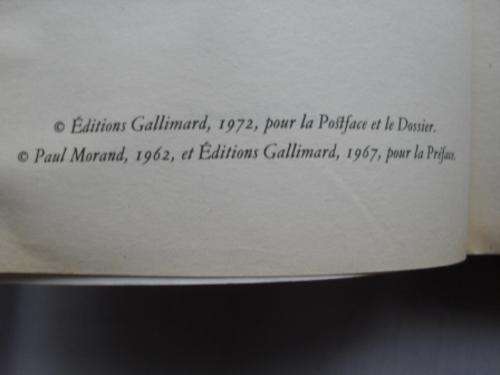 © Éditions Gallimard, 1972, pour la Postface et le Dossier.
© Paul Morand, 1962, et Éditions Gallimard, 1967, pour la Préface.